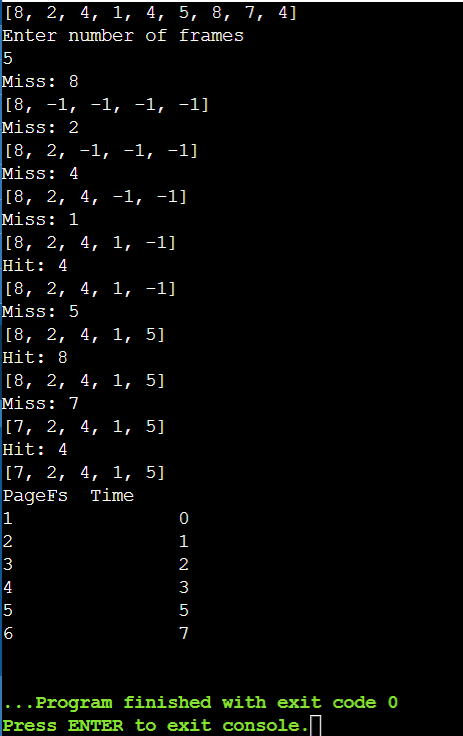 [8, 2, 4, 1, 4, 5, 8, 7, 4]
Enter number of frames
5
Miss: 8
[8, -1, -1, -1, -1]
Miss: 2
[8, 2, -1, -1, -1]
Miss: 4
[8, 2, 4, -1, -1]
Miss: 1
[8, 2, 4, 1, -1]
Hit: 4
[8, 2, 4, 1, -1]
Miss: 5
[8, 2, 4, 1, 5]
Hit: 8
[8, 2, 4, 1, 5]
Miss: 7
[7, 2, 4, 1, 5]
Hit: 4
[7, 2, 4, 1, 5]
PageFs  Time
1               0
2               1
3               2
4               3
5               5
6               7
...Program finished with exit code 0
Press ENTER to exit console.